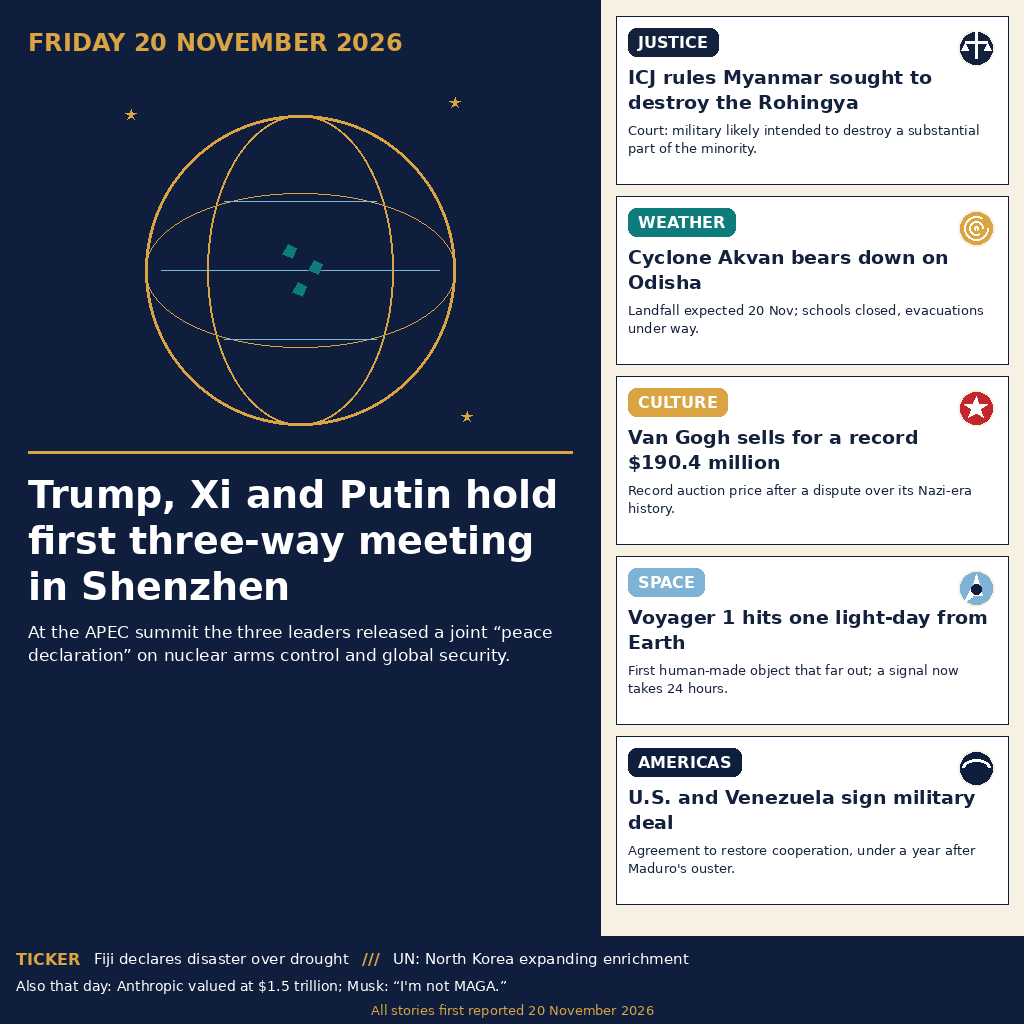 FRIDAY 20 NOVEMBER 2026
Trump, Xi and Putin hold
first three-way meeting
in Shenzhen
At the APEC summit the three leaders released a joint “peace
declaration” on nuclear arms control and global security.
JUSTICE
ICJ rules Myanmar sought to
destroy the Rohingya
Court: military likely intended to destroy a substantial
part of the minority.
WEATHER
Cyclone Akvan bears down on
Odisha
Landfall expected 20 Nov; schools closed, evacuations
under way.
CULTURE
Van Gogh sells for a record
$190.4 million
Record auction price after a dispute over its Nazi-era
history.
SPACE
Voyager 1 hits one light-day from
Earth
First human-made object that far out; a signal now
takes 24 hours.
AMERICAS
U.S. and Venezuela sign military
deal
Agreement to restore cooperation, under a year after
Maduro's ouster.
TICKER Fiji declares disaster over drought /// UN: North Korea expanding enrichment
Also that day: Anthropic valued at $1.5 trillion; Musk: “I'm not MAGA.”
All stories first reported 20 November 2026